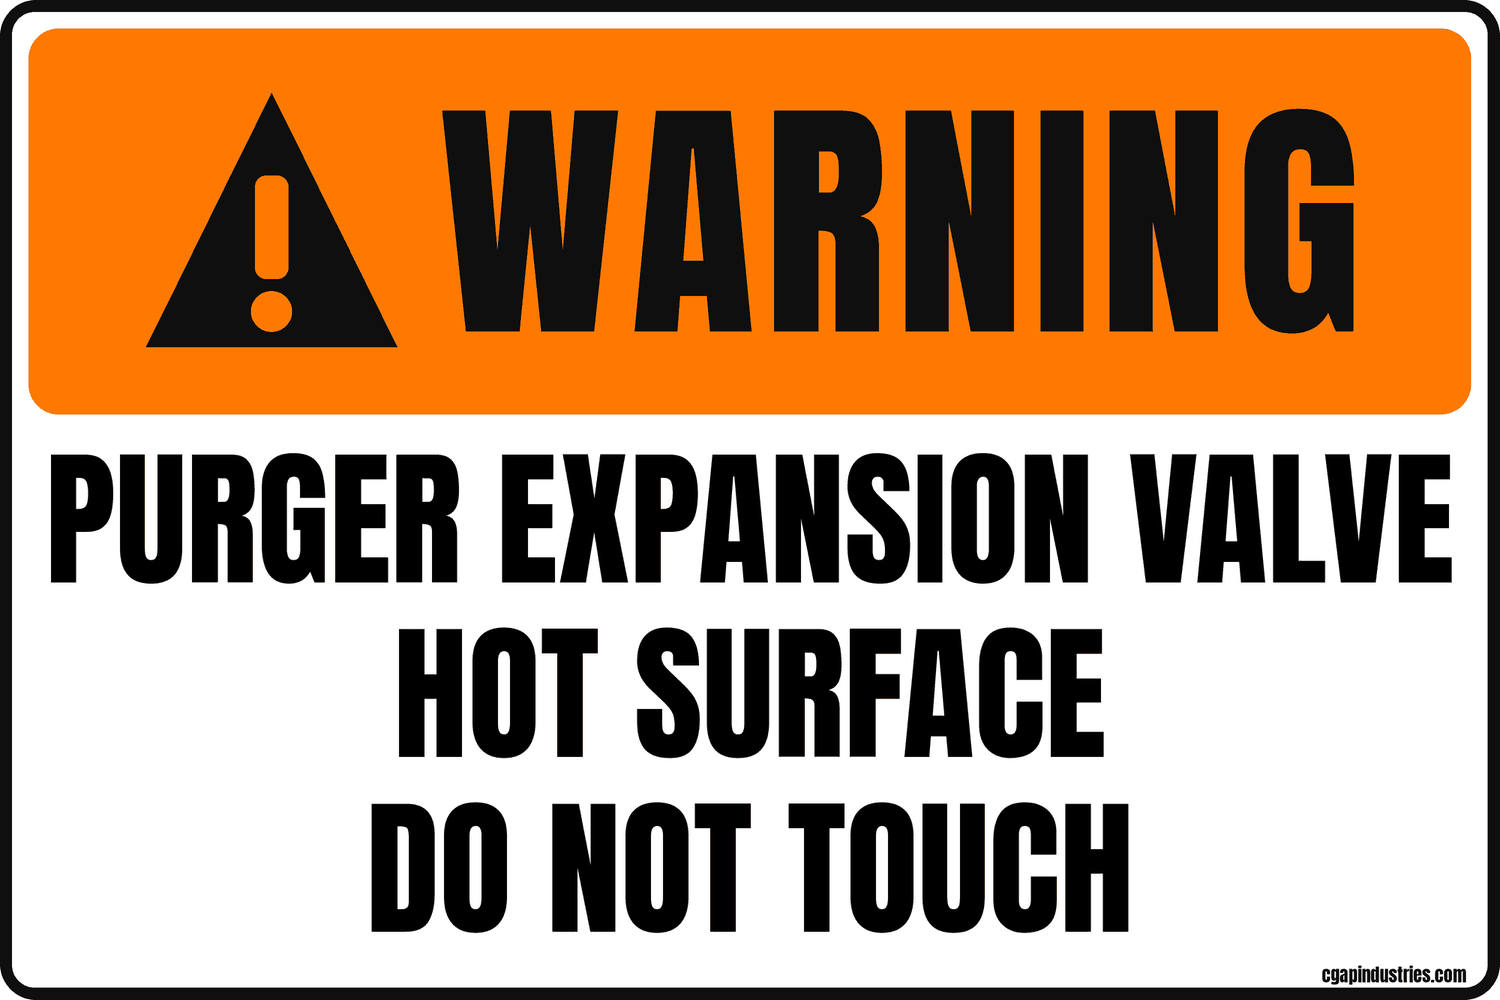 WARNING
PURGER EXPANSION VALVE
HOT SURFACE
DO NOT TOUCH
cgapindustries.com